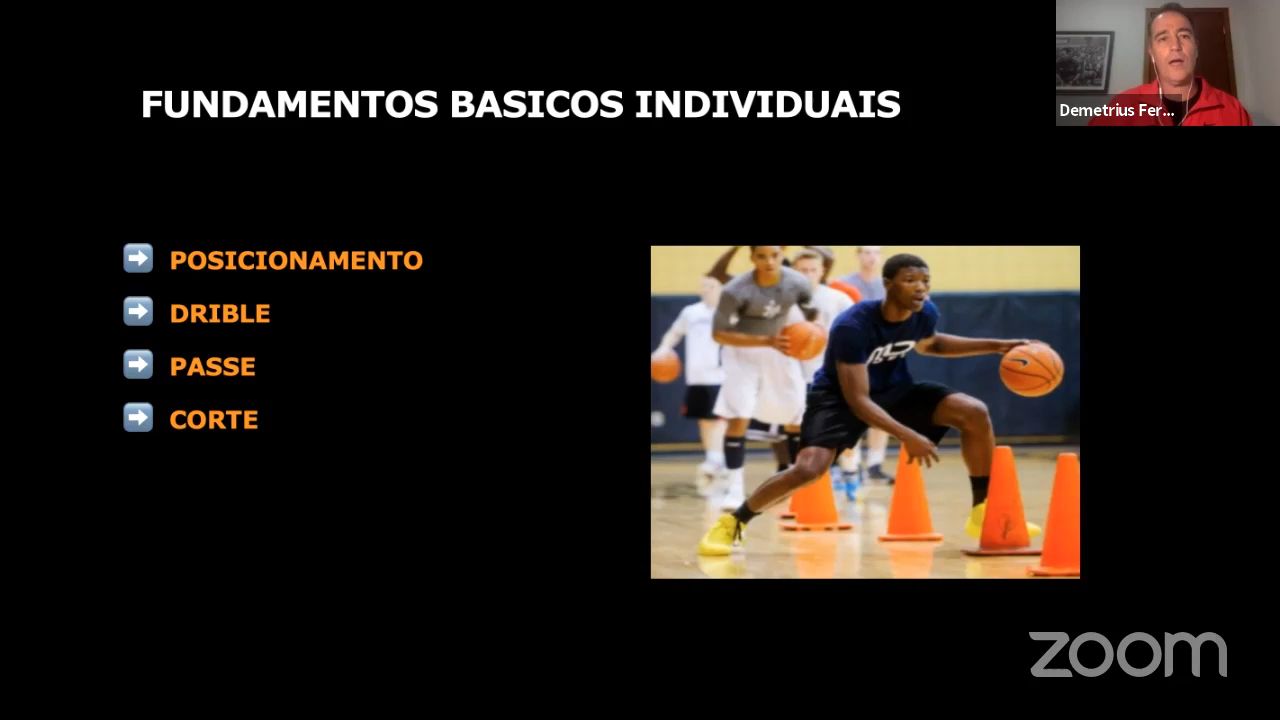 FUNDAMENTOS BASICOS INDIVIDUAIS
Demetrius Fer...
POSICIONAMENTO
DRIBLE
PASSE
CORTE
zoom